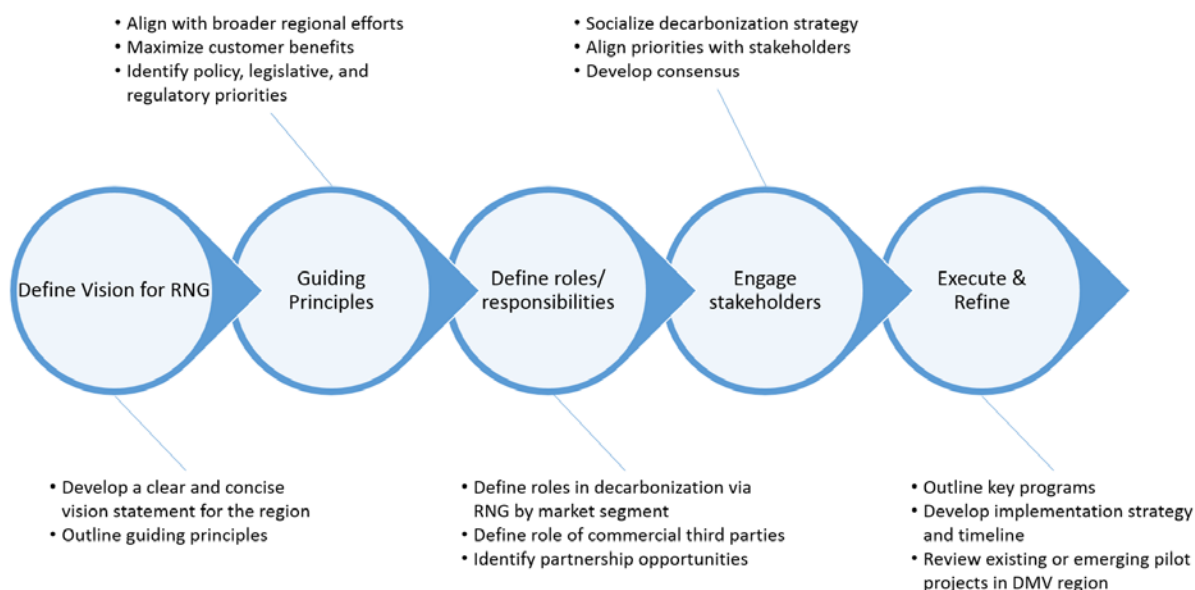 • Align with broader regional efforts
• Maximize customer benefits
• Identify policy, legislative, and
regulatory priorities
• Socialize decarbonization strategy
• Align priorities with stakeholders
• Develop consensus
Define Vision for RNG
Guiding
Principles
Define roles/
responsibilities
Engage
stakeholders
Execute &
Refine
• Develop a clear and concise
vision statement for the region
• Outline guiding principles
• Define roles in decarbonization via
RNG by market segment
• Define role of commercial third parties
• Identify partnership opportunities
• Outline key programs
• Develop implementation strategy
and timeline
• Review existing or emerging pilot
projects in DMV region